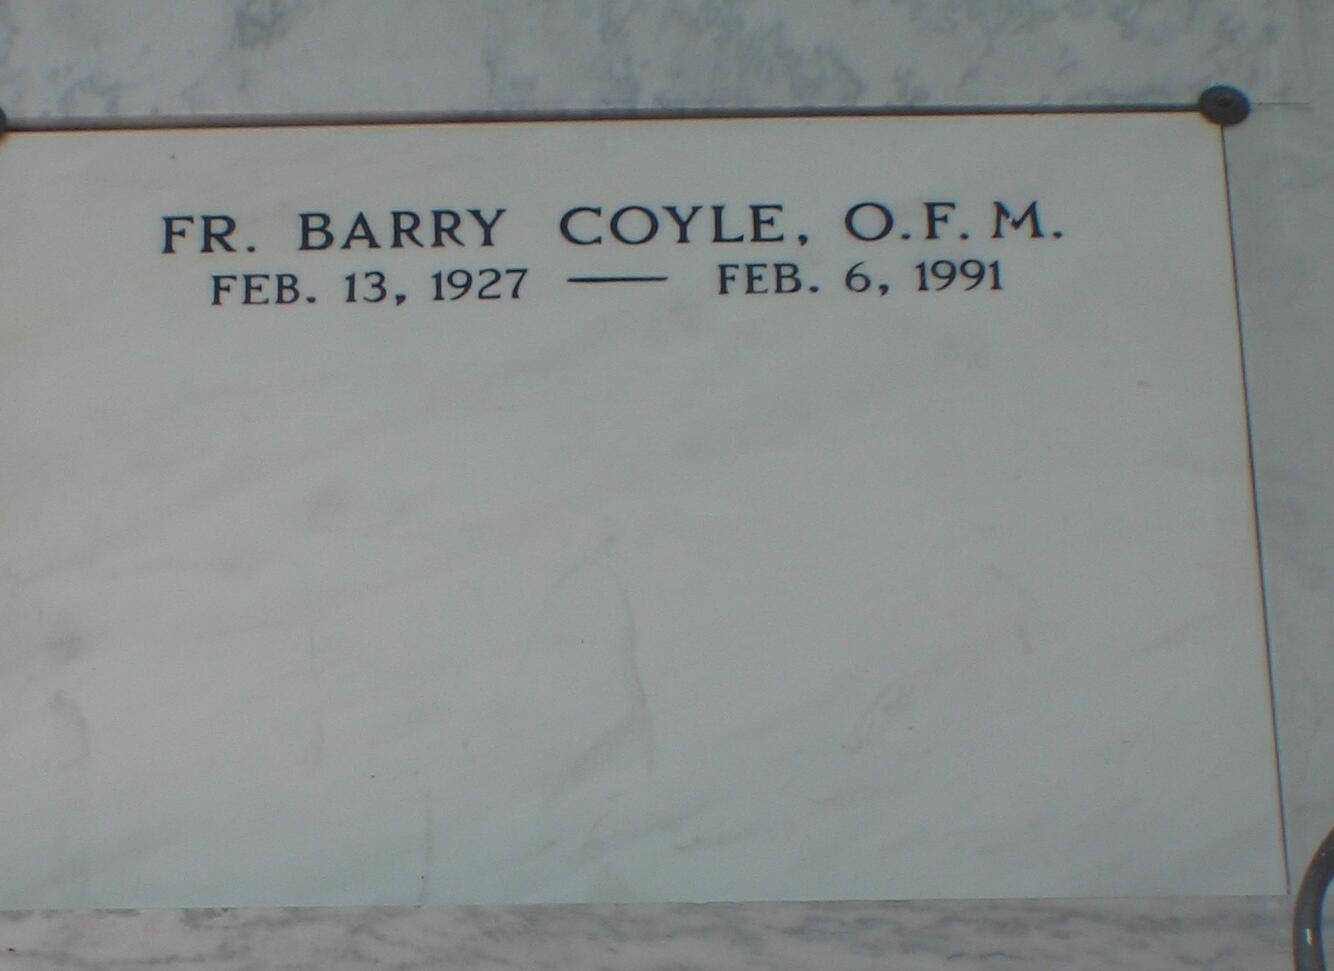 FR. BARRY COYLE, O.F.M.
FEB. 13, 1927 — FEB. 6, 1991